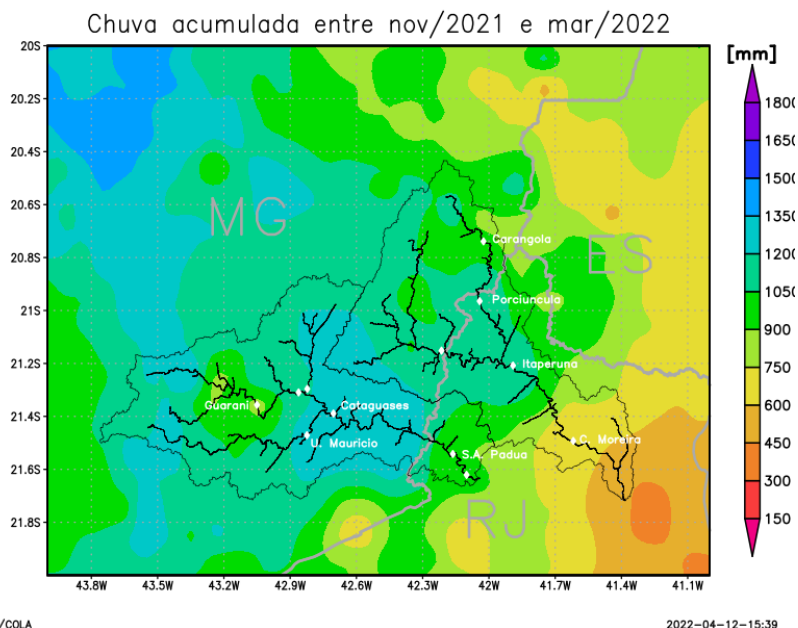 Chuva acumulada entre nov/2021 e mar/2022
[mm]
20S
20.2S
20.4S
20.6S
20.8S
21S
21.2S
21.4S
21.6S
21.8S
1800
1650
1500
1350
1200
1050
900
750
600
450
300
150
MG
ES
RJ
Carangola
Porciuncula
Itaperuna
Guarani
Cataguases
U. Mauricio
C. Moreira
S.A. Padua
43.8W 43.5W 43.2W 42.9W 42.6W 42.3W 42W 41.7W 41.4W 41.1W
/COLA
2022-04-12-15:39